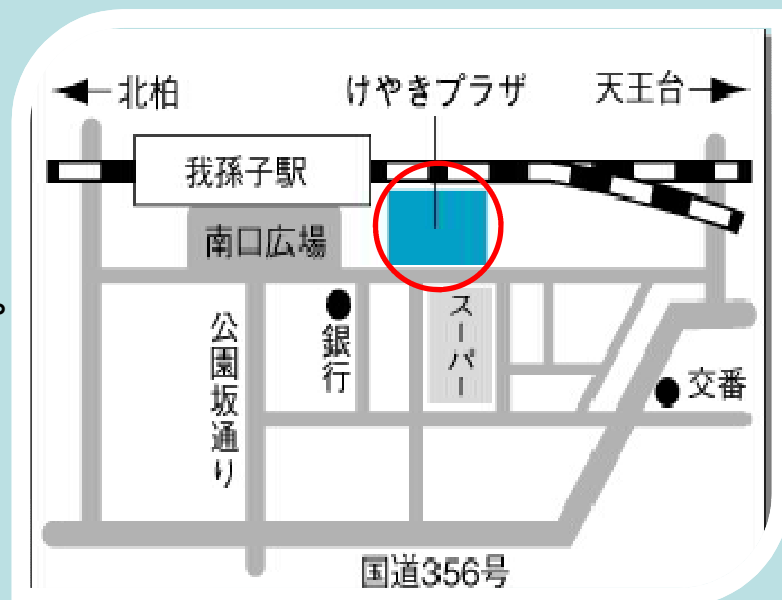 北柏
けやきプラザ
天王台
我孫子駅
南口広場
公園坂通り
銀行
スーパー
交番
国道356号